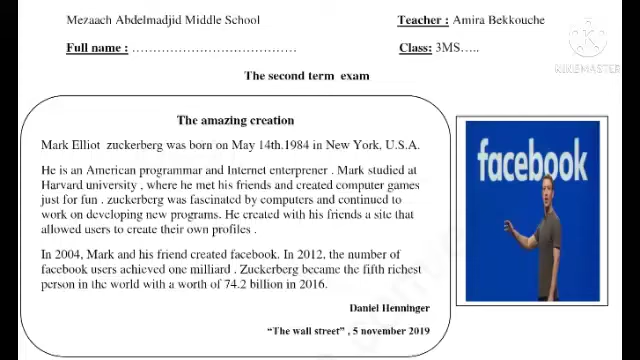 Mezaach Abdelmadjid Middle School Teacher : Amira Bekkouche
Full name : ………………………………… Class: 3MS…..
KINEMASTER
The second term exam
The amazing creation
Mark Elliot zuckerberg was born on May 14th.1984 in New York, U.S.A.
He is an American programmar and Internet enterprener . Mark studied at
Harvard university , where he met his friends and created computer games
just for fun . zuckerberg was fascinated by computers and continued to
work on developing new programs. He created with his friends a site that
allowed users to create their own profiles .
In 2004, Mark and his friend created facebook. In 2012, the number of
facebook users achieved one milliard . Zuckerberg became the fifth richest
person in the world with a worth of 74.2 billion in 2016.
Daniel Henninger
“The wall street” , 5 november 2019
facebook